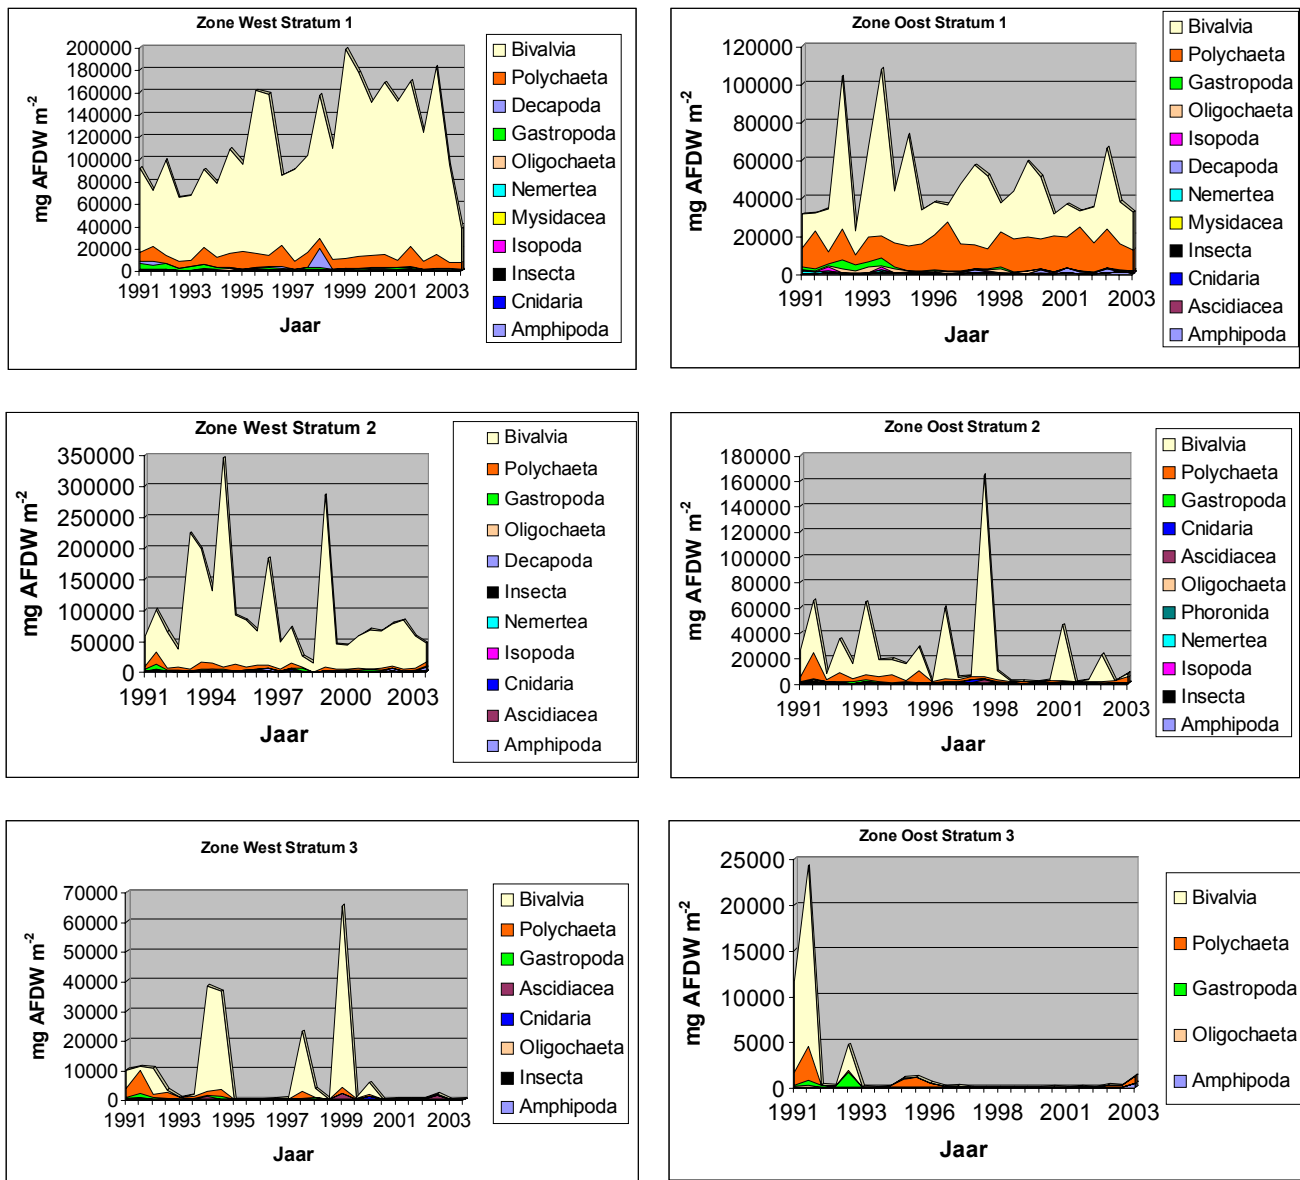 Zone West Stratum 1
mg AFDW m-2
200000
180000
160000
140000
120000
100000
80000
60000
40000
20000
0
1991 1993 1995 1997 1999 2001 2003
Jaar
Bivalvia
Polychaeta
Decapoda
Gastropoda
Oligochaeta
Nemertea
Mysidacea
Isopoda
Insecta
Cnidaria
Amphipoda
Zone Oost Stratum 1
mg AFDW m-2
120000
100000
80000
60000
40000
20000
0
1991 1993 1996 1998 2001 2003
Jaar
Bivalvia
Polychaeta
Gastropoda
Oligochaeta
Isopoda
Decapoda
Nemertea
Mysidacea
Insecta
Cnidaria
Ascidiacea
Amphipoda
Zone West Stratum 2
mg AFDW m-2
350000
300000
250000
200000
150000
100000
50000
0
1991 1994 1997 2000 2003
Jaar
Bivalvia
Polychaeta
Gastropoda
Oligochaeta
Decapoda
Insecta
Nemertea
Isopoda
Cnidaria
Ascidiacea
Amphipoda
Zone Oost Stratum 2
mg AFDW m-2
180000
160000
140000
120000
100000
80000
60000
40000
20000
0
1991 1993 1996 1998 2001 2003
Jaar
Bivalvia
Polychaeta
Gastropoda
Cnidaria
Ascidiacea
Oligochaeta
Phoronida
Nemertea
Isopoda
Insecta
Amphipoda
Zone West Stratum 3
mg AFDW m-2
70000
60000
50000
40000
30000
20000
10000
0
1991 1993 1995 1997 1999 2001 2003
Jaar
Bivalvia
Polychaeta
Gastropoda
Ascidiacea
Cnidaria
Oligochaeta
Insecta
Amphipoda
Zone Oost Stratum 3
mg AFDW m-2
25000
20000
15000
10000
5000
0
1991 1993 1996 1998 2001 2003
Jaar
Bivalvia
Polychaeta
Gastropoda
Oligochaeta
Amphipoda